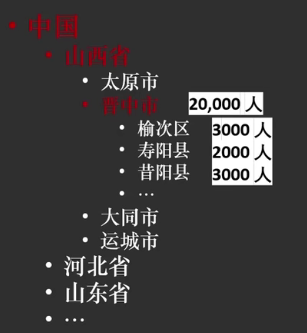 • 中国
• 山西省
• 太原市
• 晋中市 20,000 人
• 榆次区 3000 人
• 寿阳县 2000 人
• 昔阳县 3000 人
• …
• 大同市
• 运城市
• 河北省
• 山东省
• …